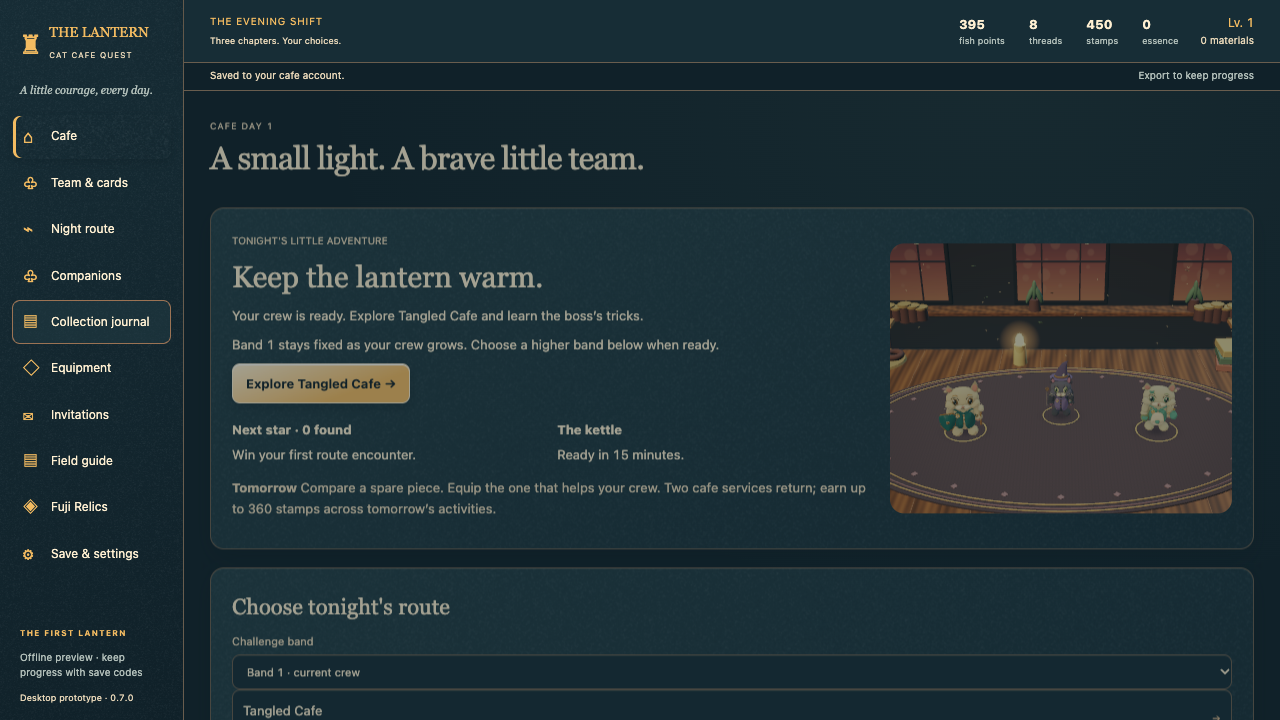 THE LANTERN
CAT CAFE QUEST
A little courage, every day.
Cafe
Team & cards
Night route
Companions
Collection journal
Equipment
Invitations
Field guide
Fuji Relics
Save & settings
THE FIRST LANTERN
Offline preview · keep
progress with save codes
Desktop prototype · 0.7.0
THE EVENING SHIFT
Three chapters. Your choices.
395
fish points
8
threads
450
stamps
0
essence
Lv. 1
0 materials
Saved to your cafe account.
Export to keep progress
CAFE DAY 1
A small light. A brave little team.
TONIGHT'S LITTLE ADVENTURE
Keep the lantern warm.
Your crew is ready. Explore Tangled Cafe and learn the boss's tricks.
Band 1 stays fixed as your crew grows. Choose a higher band below when ready.
Explore Tangled Cafe →
Next star · 0 found
Win your first route encounter.
The kettle
Ready in 15 minutes.
Tomorrow Compare a spare piece. Equip the one that helps your crew. Two cafe services return; earn up
to 360 stamps across tomorrow's activities.
Choose tonight's route
Challenge band
Band 1 · current crew
Tangled Cafe